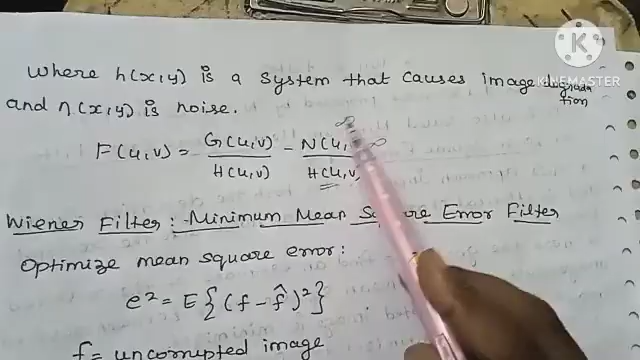 where h(x,y) is a system that causes image degradation
KINEMASTER
and η(x,y) is noise.
∞
F(u,v) = G(u,v)/H(u,v) - N(u,/H(u,v) ∞
Wiener Filter: Minimum Mean Square Error Filter
Optimize mean square error:
e² = E{(f-f̂)²}
f = uncorrupted image